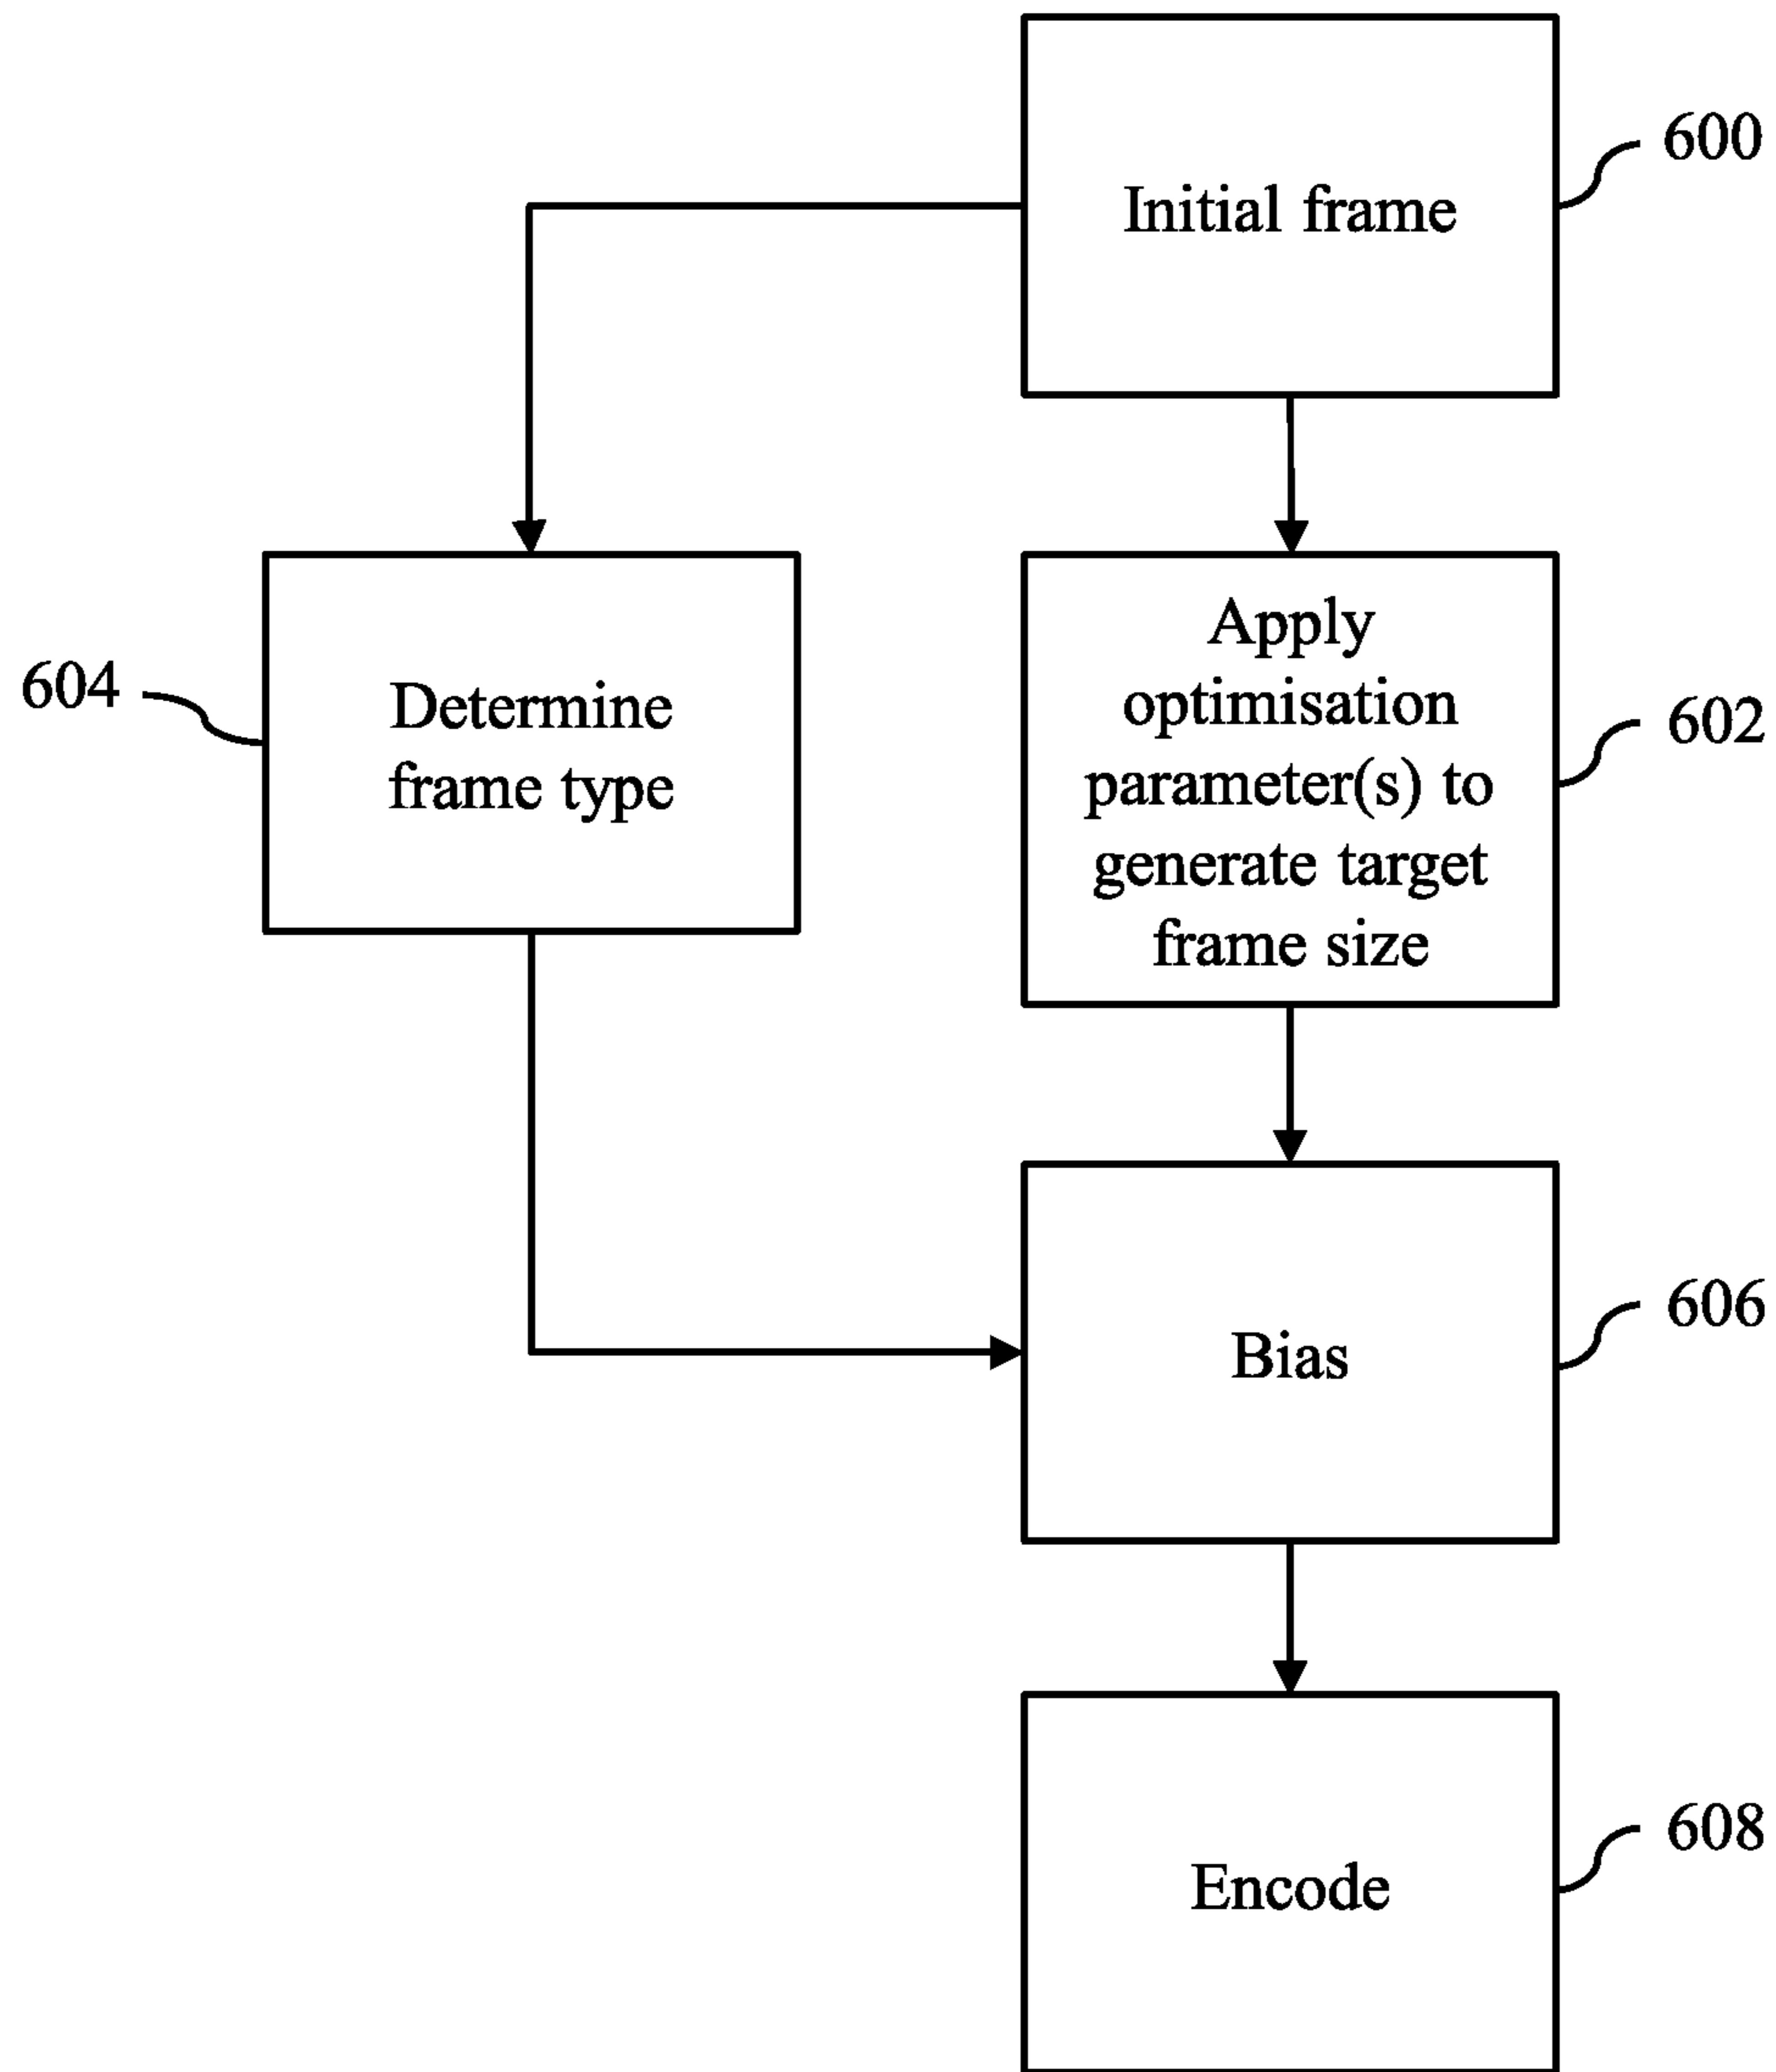 600
Initial frame
604
Determine
frame type
Apply
optimisation
parameter(s) to
generate target
frame size
602
606
Bias
608
Encode